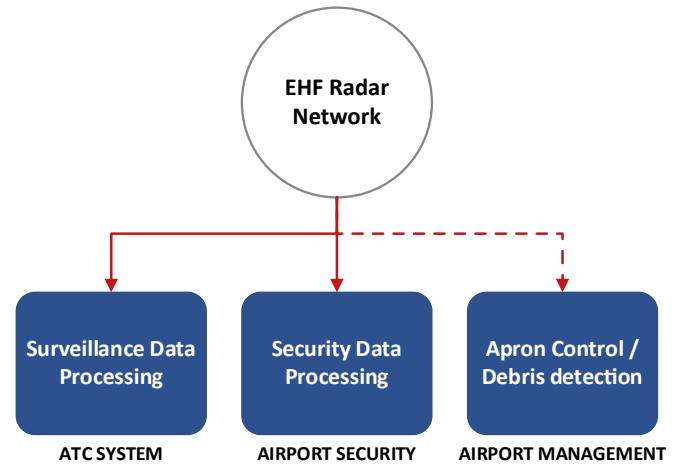 EHF Radar
Network
Surveillance Data
Processing
Security Data
Processing
Apron Control /
Debris detection
ATC SYSTEM
AIRPORT SECURITY
AIRPORT MANAGEMENT